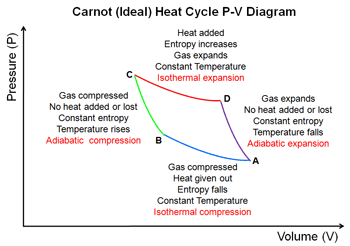 Carnot (Ideal) Heat Cycle P-V Diagram
Pressure (P)
Heat added
Entropy increases
Gas expands
Constant Temperature
Isothermal expansion
C
D
Gas compressed
No heat added or lost
Constant entropy
Temperature rises
Adiabatic compression
Gas expands
No heat added or lost
Constant entropy
Temperature falls
Adiabatic expansion
B
A
Gas compressed
Heat given out
Entropy falls
Constant Temperature
Isothermal compression
Volume (V)